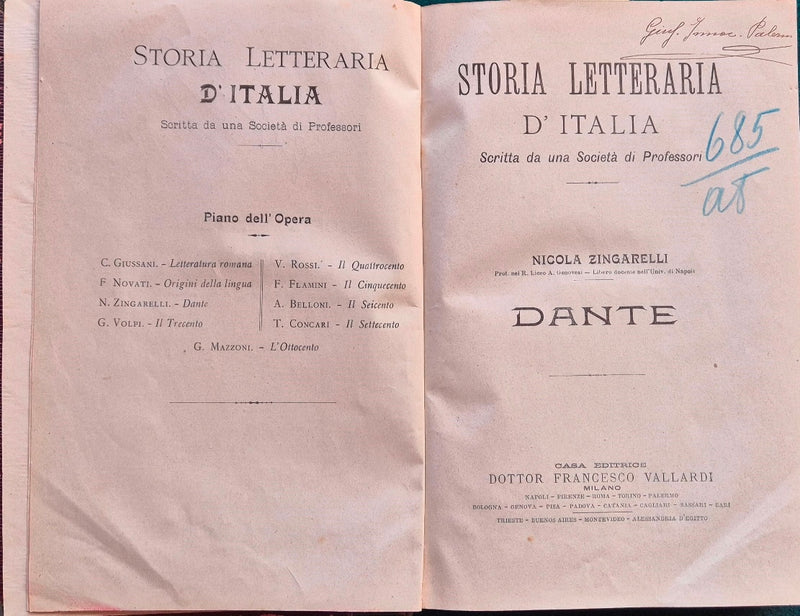 STORIA LETTERARIA
D'ITALIA
Scritta da una Società di Professori
Piano dell'Opera
C. GIUSSANI. - Letteratura romana
F NOVATI. - Origini della lingua
N. ZINGARELLI. - Dante
G. VOLPI. - Il Trecento
V. ROSSI. - Il Quattrocento
F. FLAMINI. - Il Cinquecento
A. BELLONI. - Il Seicento
T. CONCARI - Il Settecento
G. MAZZONI. - L'Ottocento
STORIA LETTERARIA
D'ITALIA
Scritta da una Società di Professori
685
NICOLA ZINGARELLI
Prof. nel R. Liceo A. Genovesi - Libero docente nell'Univ. di Napoli
DANTE
CASA EDITRICE
DOTTOR FRANCESCO VALLARDI
MILANO
NAPOLI - FIRENZE - ROMA - TORINO - PALERMO
BOLOGNA - GENOVA - PISA - PADOVA - CATANIA - CAGLIARI - SASSARI - BARI
TRIESTE - BUENOS AIRES - MONTEVIDEO - ALESSANDRIA D'EGITTO